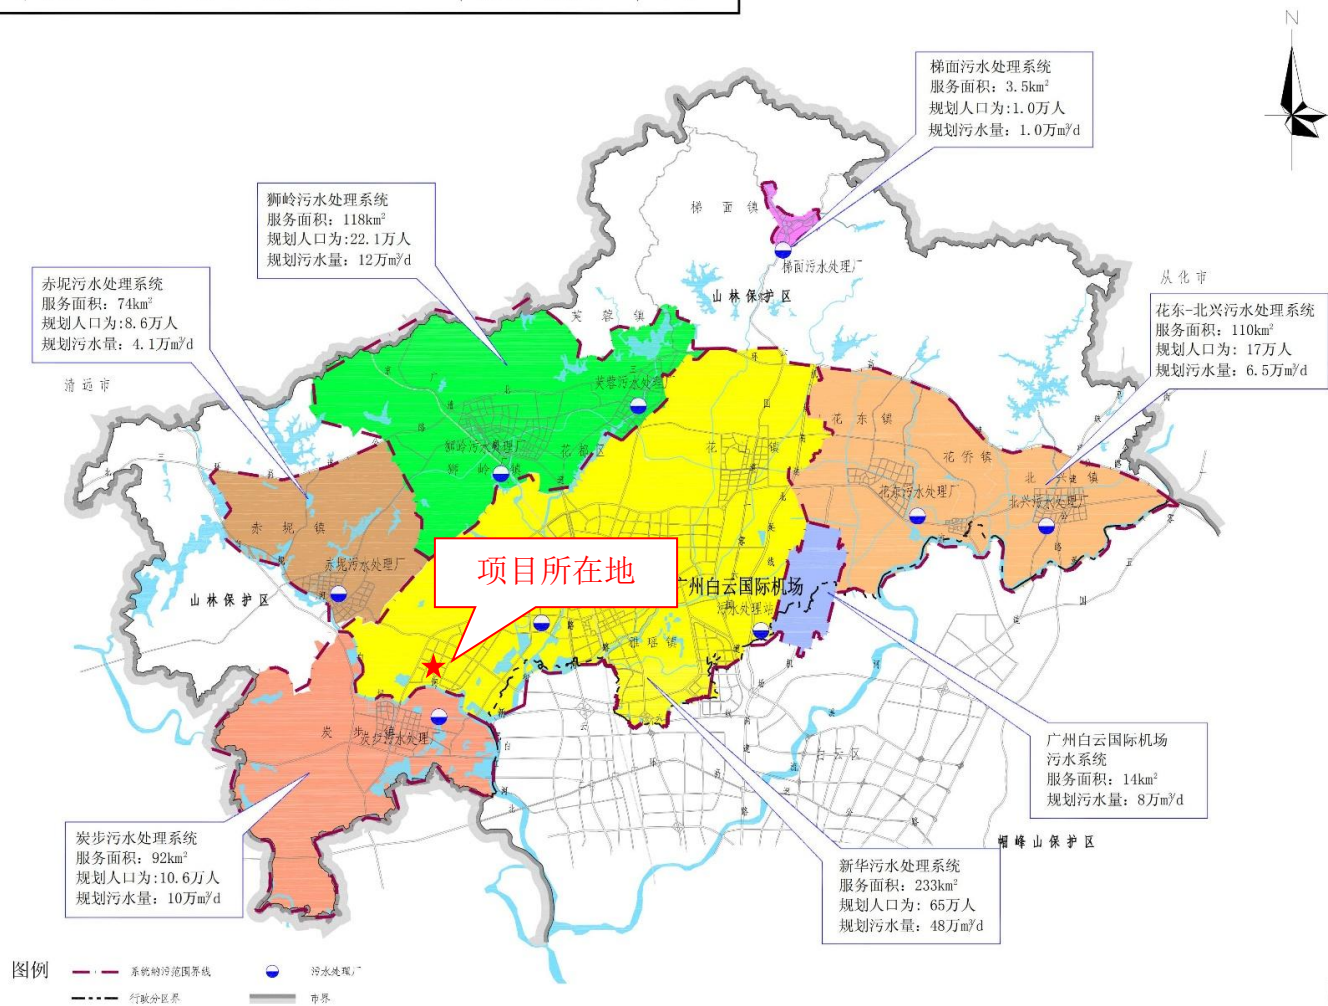 N
梯面污水处理系统
服务面积：3.5km²
规划人口为:1.0万人
规划污水量：1.0万m³/d
狮岭污水处理系统
服务面积：118km²
规划人口为:22.1万人
规划污水量：12万m³/d
赤坭污水处理系统
服务面积：74km²
规划人口为:8.6万人
规划污水量：4.1万m³/d
花东-北兴污水处理系统
服务面积：110km²
规划人口为：17万人
规划污水量：6.5万m³/d
梯面镇
梯面污水处理厂
山林保护区
从化市
清远市
芙蓉镇
芙蓉污水处理厂
狮岭污水处理厂
狮岭镇
花都区
花东镇
花侨镇
花东污水处理厂
北兴镇
北兴污水处理厂
赤坭镇
赤坭污水处理厂
山林保护区
项目所在地
广州白云国际机场
污水处理站
雅瑶镇
炭步镇
炭步污水处理厂
白云区
广州白云国际机场
污水系统
服务面积：14km²
规划污水量：8万m³/d
帽峰山保护区
炭步污水处理系统
服务面积：92km²
规划人口为:10.6万人
规划污水量：10万m³/d
新华污水处理系统
服务面积：233km²
规划人口为：65万人
规划污水量：48万m³/d
图例
系统纳污范围界线
污水处理厂
行政分区界
市界